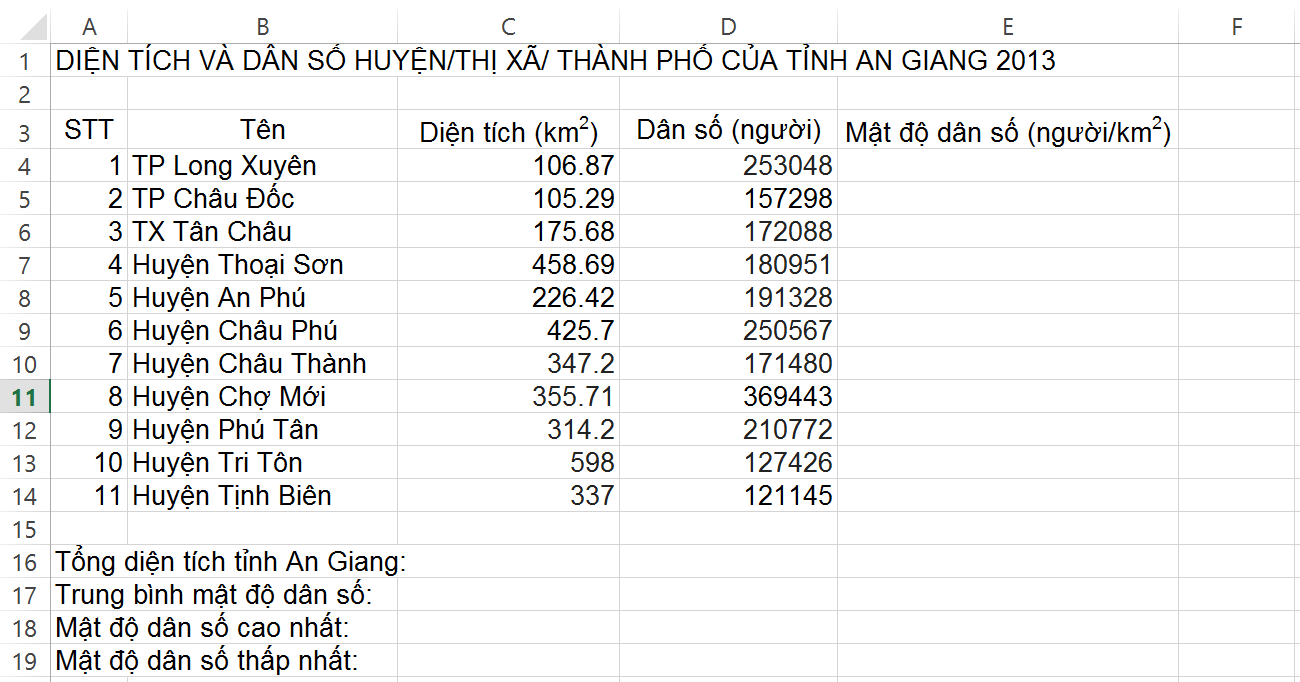 A B C D E F
1 DIỆN TÍCH VÀ DÂN SỐ HUYỆN/THỊ XÃ/ THÀNH PHỐ CỦA TỈNH AN GIANG 2013
2
3 STT Tên Diện tích (km²) Dân số (người) Mật độ dân số (người/km²)
4 1 TP Long Xuyên 106.87 253048
5 2 TP Châu Đốc 105.29 157298
6 3 TX Tân Châu 175.68 172088
7 4 Huyện Thoại Sơn 458.69 180951
8 5 Huyện An Phú 226.42 191328
9 6 Huyện Châu Phú 425.7 250567
10 7 Huyện Châu Thành 347.2 171480
11 8 Huyện Chợ Mới 355.71 369443
12 9 Huyện Phú Tân 314.2 210772
13 10 Huyện Tri Tôn 598 127426
14 11 Huyện Tịnh Biên 337 121145
15
16 Tổng diện tích tỉnh An Giang:
17 Trung bình mật độ dân số:
18 Mật độ dân số cao nhất:
19 Mật độ dân số thấp nhất: